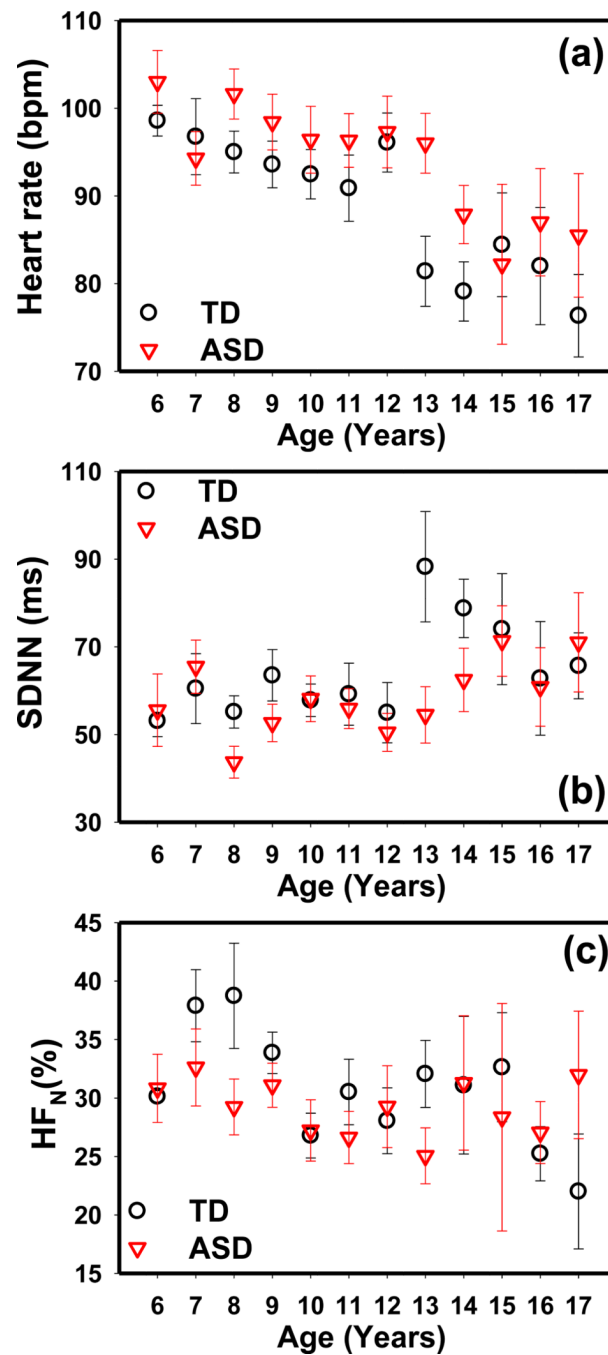 110
(a)
100
90
80
70
Heart rate (bpm)
TD
ASD
6 7 8 9 10 11 12 13 14 15 16 17
Age (Years)
110
TD
ASD
90
70
50
30
SDNN (ms)
(b)
6 7 8 9 10 11 12 13 14 15 16 17
Age (Years)
45
(c)
40
35
30
25
20
15
HF_N(%)
TD
ASD
6 7 8 9 10 11 12 13 14 15 16 17
Age (Years)